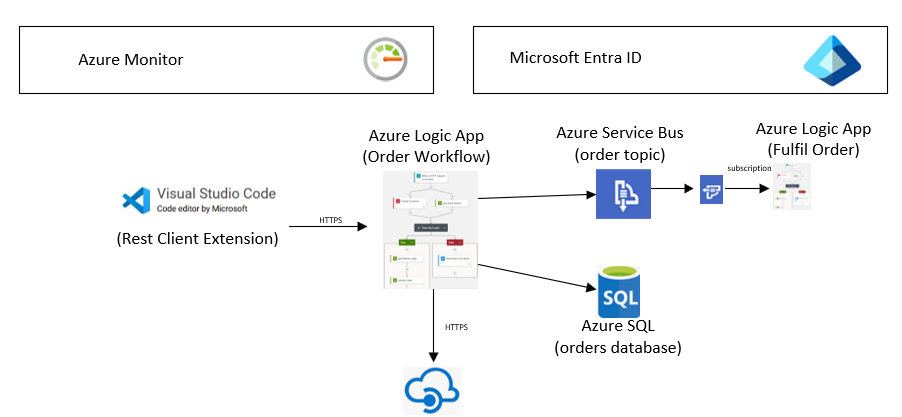 Azure Monitor
Microsoft Entra ID
Azure Logic App
(Order Workflow)
Azure Service Bus
(order topic)
Azure Logic App
(Fulfil Order)
subscription
Visual Studio Code
Code editor by Microsoft
(Rest Client Extension)
HTTPS
SQL
Azure SQL
(orders database)
HTTPS